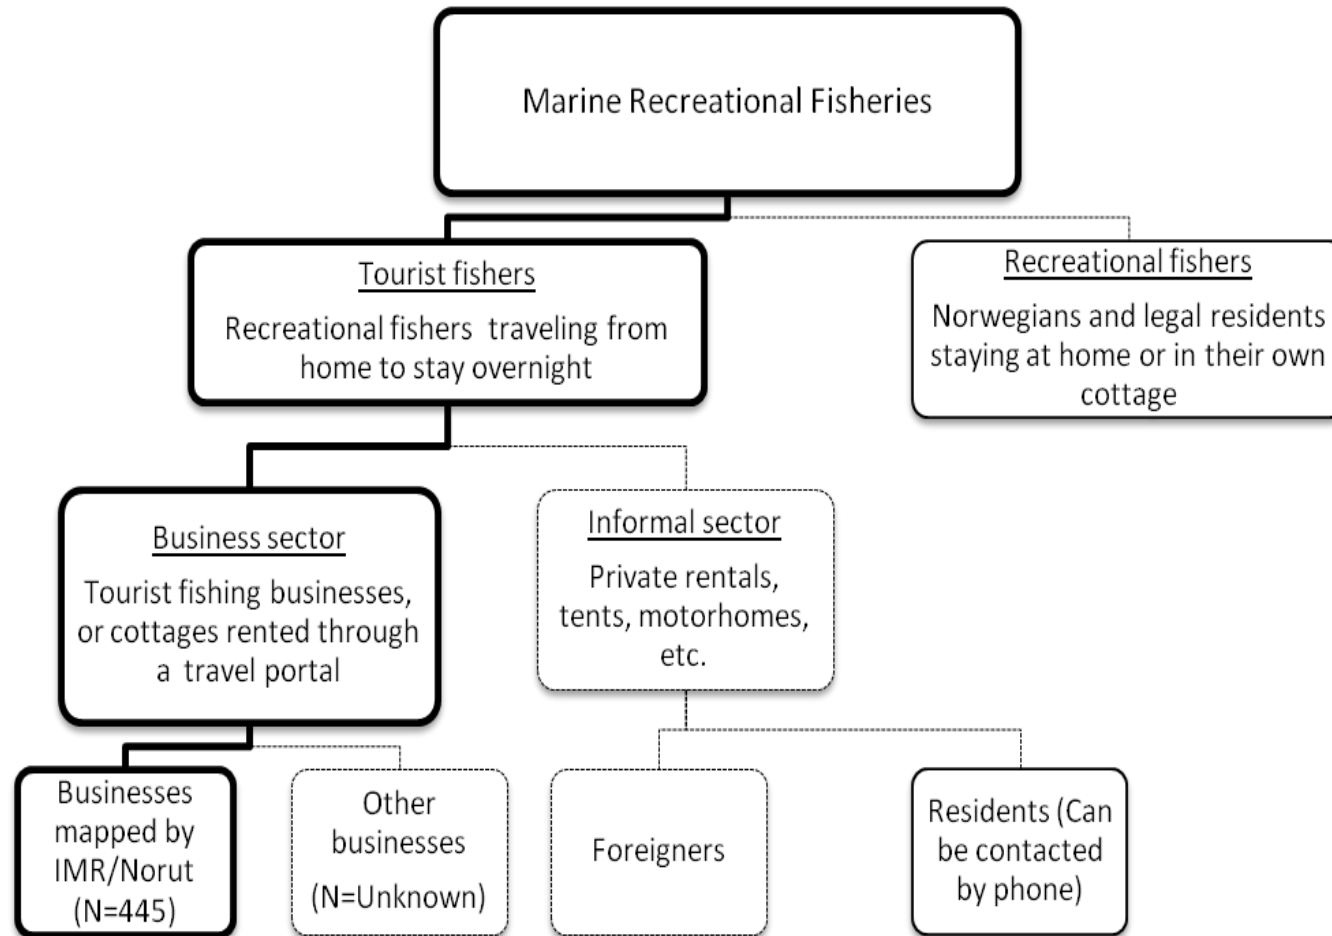 Marine Recreational Fisheries
Tourist fishers
Recreational fishers traveling from
home to stay overnight
Recreational fishers
Norwegians and legal residents
staying at home or in their own
cottage
Business sector
Tourist fishing businesses,
or cottages rented through
a travel portal
Informal sector
Private rentals,
tents, motorhomes,
etc.
Businesses
mapped by
IMR/Norut
(N=445)
Other
businesses
(N=Unknown)
Foreigners
Residents (Can
be contacted
by phone)